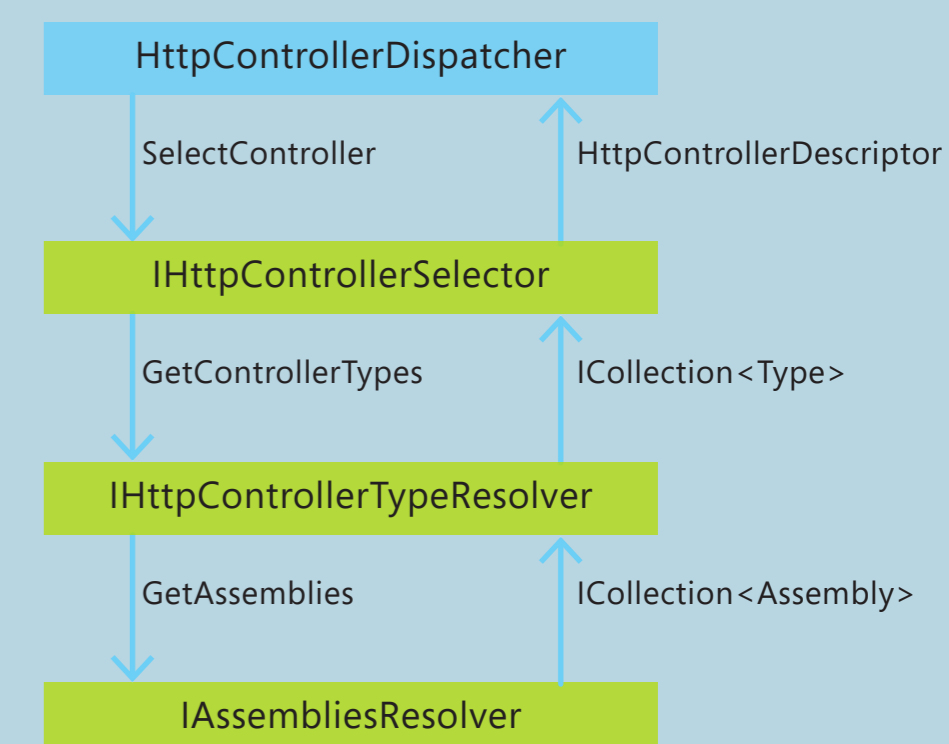 HttpControllerDispatcher
SelectController
HttpControllerDescriptor
IHttpControllerSelector
GetControllerTypes
ICollection<Type>
IHttpControllerTypeResolver
GetAssemblies
ICollection<Assembly>
IAssembliesResolver